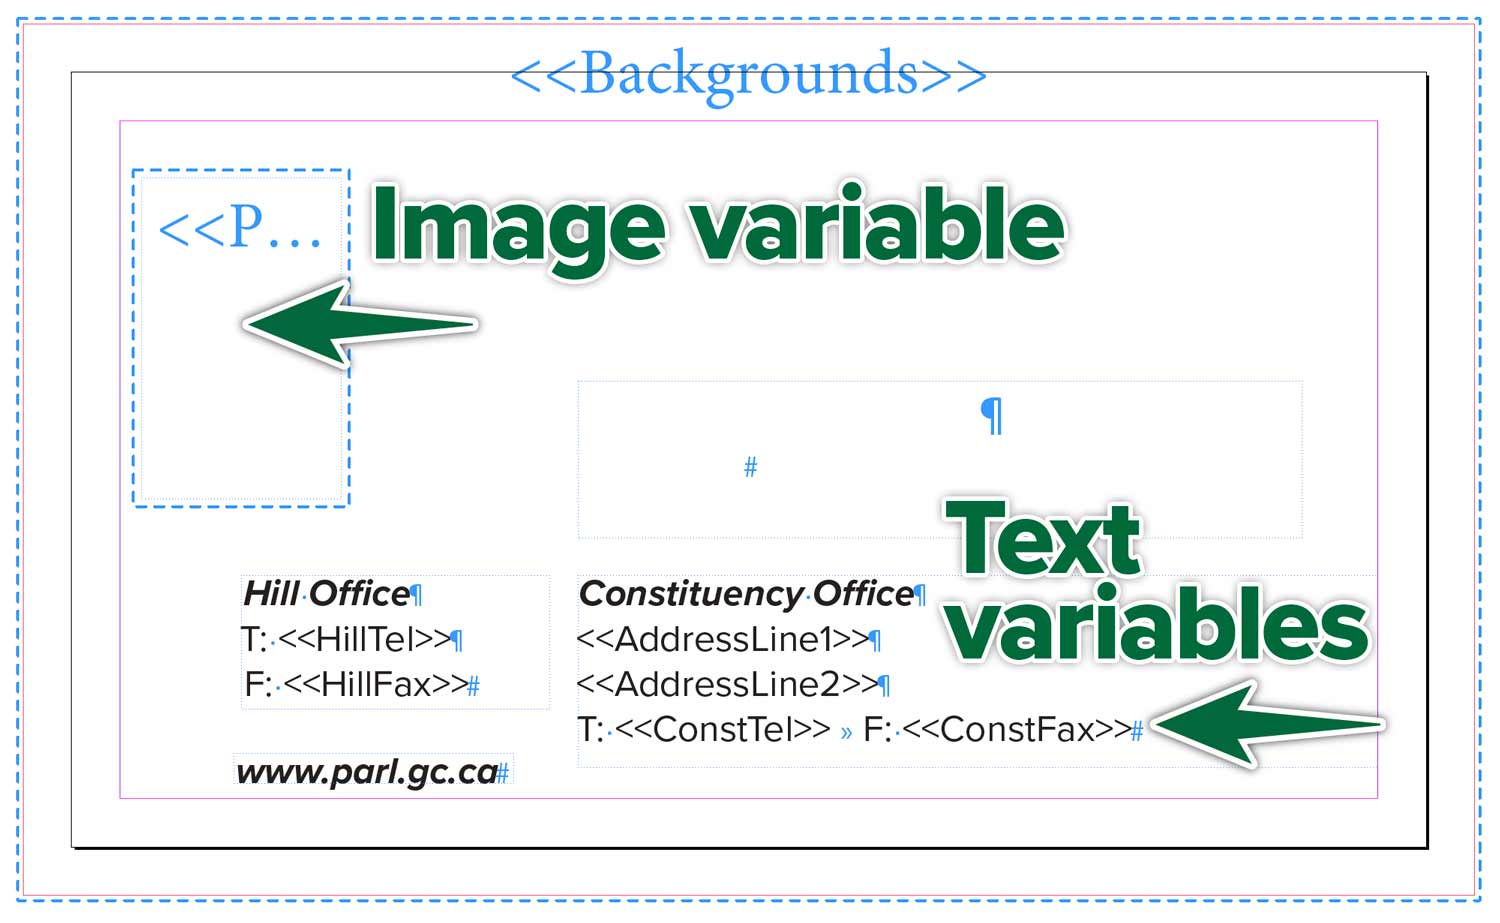 <<Backgrounds>>
<<P…
Image variable
¶
#
Text
variables
Hill·Office¶
T:·<<HillTel>>¶
F:·<<HillFax>>#
www.parl.gc.ca#
Constituency·Office¶
<<AddressLine1>>¶
<<AddressLine2>>¶
T:·<<ConstTel>> » F:·<<ConstFax>>#